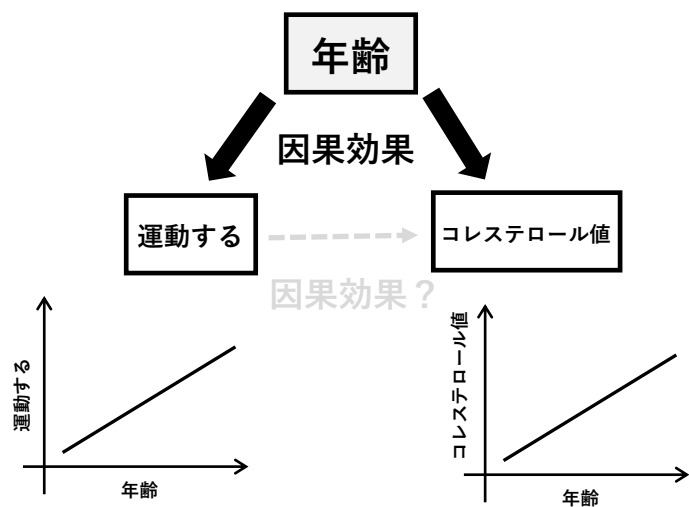 年齢
因果効果
運動する
コレステロール値
因果効果？
運動する
年齢
コレステロール値
年齢